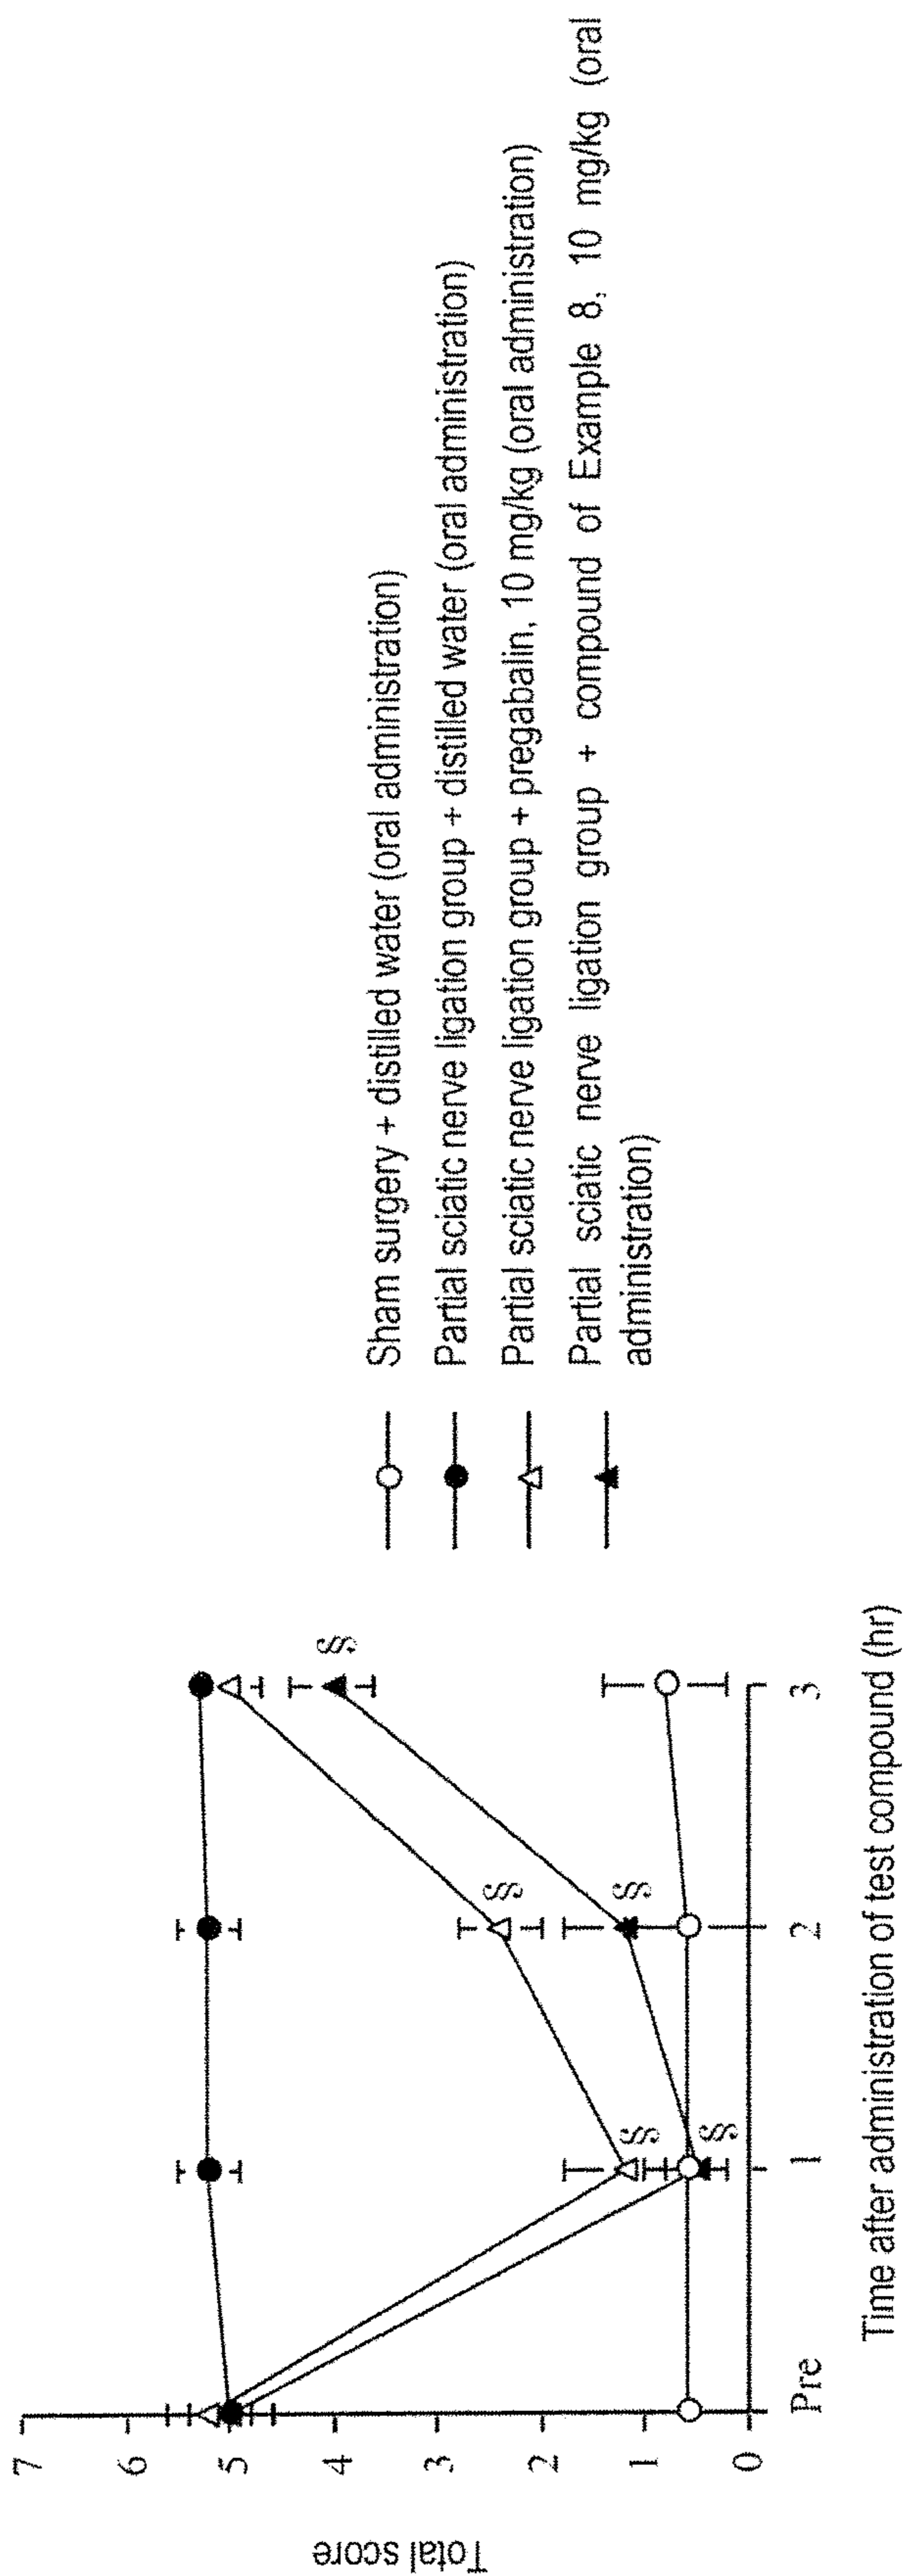 Total score
7
6
5
4
3
2
1
0
§
§
§
§
§
Pre
1
2
3
Time after administration of test compound (hr)
Sham surgery + distilled water (oral administration)
Partial sciatic nerve ligation group + distilled water (oral administration)
Partial sciatic nerve ligation group + pregabalin, 10 mg/kg (oral administration)
Partial sciatic nerve ligation group + compound of Example 8, 10 mg/kg (oral
administration)